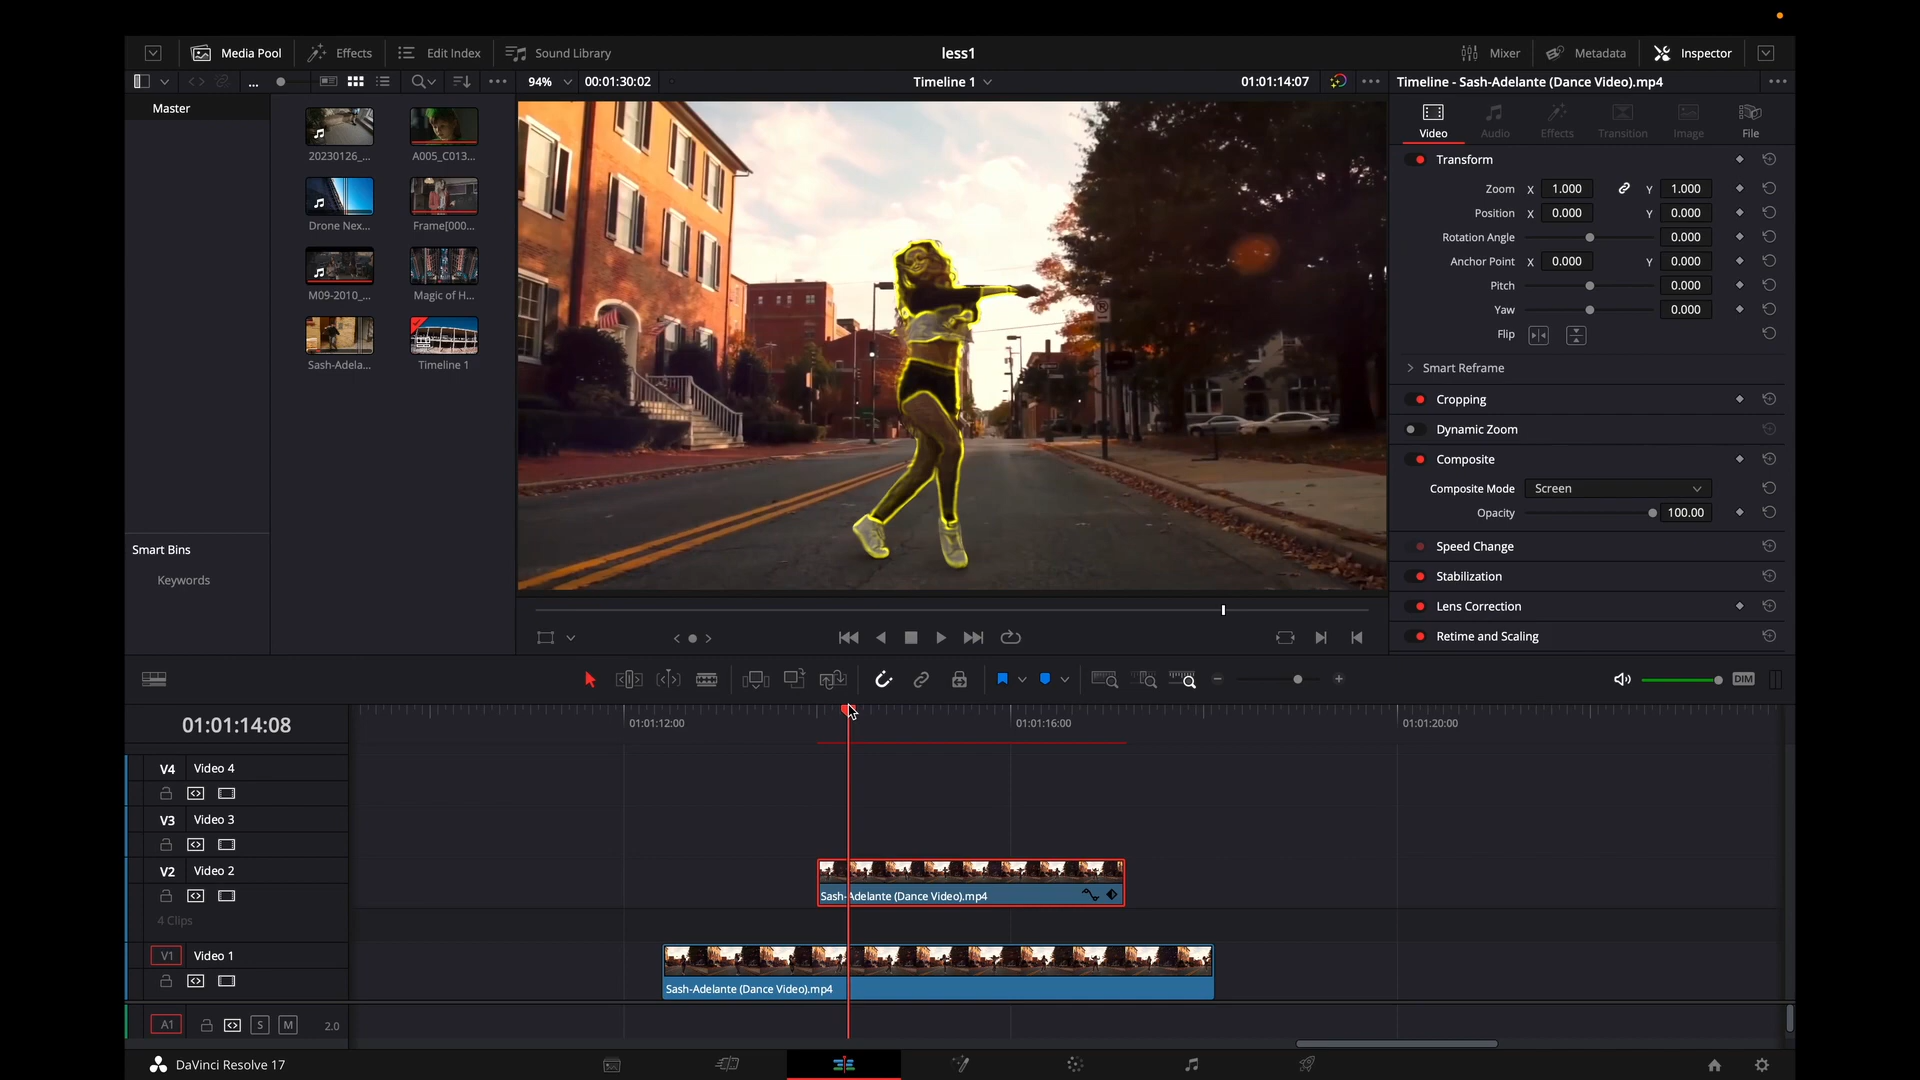 Media Pool Effects Edit Index Sound Library less1 Mixer Metadata Inspector
... 94% 00:01:30:02 Timeline 1 01:01:14:07 Timeline - Sash-Adelante (Dance Video).mp4
Master
20230126_... A005_C013...
Drone Nex... Frame[000...
M09-2010_... Magic of H...
Sash-Adela... Timeline 1
Smart Bins
Keywords
Video Audio Effects Transition Image File
Transform
Zoom X 1.000 Y 1.000
Position X 0.000 Y 0.000
Rotation Angle 0.000
Anchor Point X 0.000 Y 0.000
Pitch 0.000
Yaw 0.000
Flip
Smart Reframe
Cropping
Dynamic Zoom
Composite
Composite Mode Screen
Opacity 100.00
Speed Change
Stabilization
Lens Correction
Retime and Scaling
DIM
01:01:14:08 01:01:12:00 01:01:16:00 01:01:20:00
V4 Video 4
V3 Video 3
V2 Video 2
Sash-Adelante (Dance Video).mp4
4 Clips
V1 Video 1
Sash-Adelante (Dance Video).mp4
A1 S M 2.0
DaVinci Resolve 17